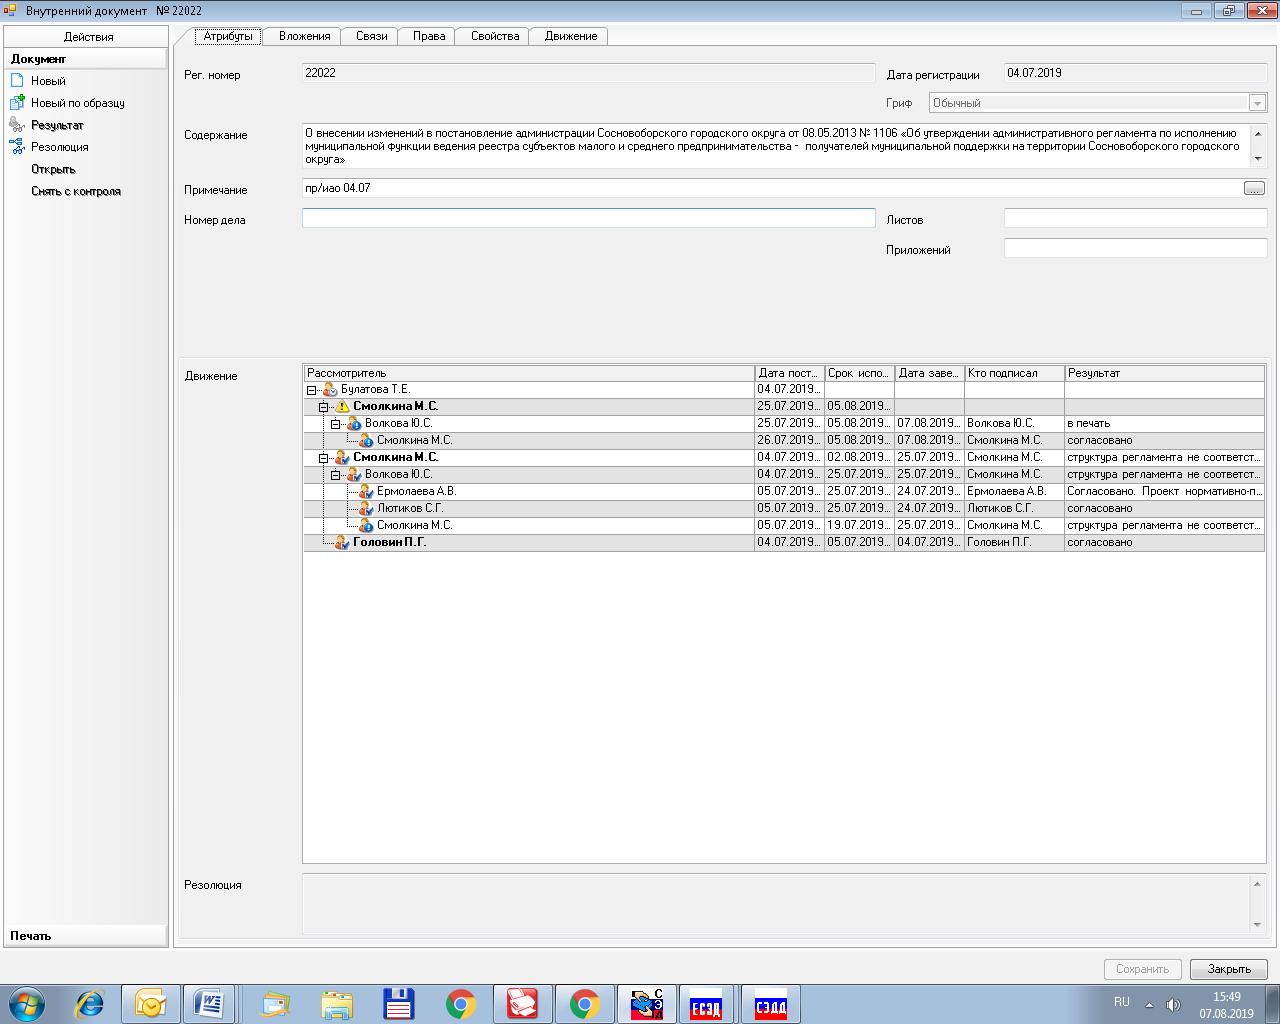 Внутренний документ № 22022
Действия
Документ
Новый
Новый по образцу
Результат
Резолюция
Открыть
Снять с контроля
Печать
Атрибуты Вложения Связи Права Свойства Движение
Рег. номер 22022 Дата регистрации 04.07.2019
Гриф Обычный
Содержание
О внесении изменений в постановление администрации Сосновоборского городского округа от 08.05.2013 № 1106 «Об утверждении административного регламента по исполнению
муниципальной функции ведения реестра субъектов малого и среднего предпринимательства - получателей муниципальной поддержки на территории Сосновоборского городского
округа»
Примечание пр/иао 04.07 ...
Номер дела Листов
Приложений
Движение
Рассмотритель Дата пост... Срок испо... Дата заве... Кто подписал Результат
Булатова Т.Е. 04.07.2019...
Смолкина М.С. 25.07.2019... 05.08.2019...
Волкова Ю.С. 25.07.2019... 05.08.2019... 07.08.2019... Волкова Ю.С. в печать
Смолкина М.С. 26.07.2019... 05.08.2019... 07.08.2019... Смолкина М.С. согласовано
Смолкина М.С. 04.07.2019... 02.08.2019... 25.07.2019... Смолкина М.С. структура регламента не соответст...
Волкова Ю.С. 04.07.2019... 25.07.2019... 25.07.2019... Смолкина М.С. структура регламента не соответст...
Ермолаева А.В. 05.07.2019... 25.07.2019... 24.07.2019... Ермолаева А.В. Согласовано. Проект нормативно-п...
Лютиков С.Г. 05.07.2019... 25.07.2019... 24.07.2019... Лютиков С.Г. согласовано
Смолкина М.С. 05.07.2019... 19.07.2019... 25.07.2019... Смолкина М.С. структура регламента не соответст...
Головин П.Г. 04.07.2019... 05.07.2019... 04.07.2019... Головин П.Г. согласовано
Резолюция
Сохранить Закрыть
СЭД ЕСЭД СЭДД RU 15:49
07.08.2019